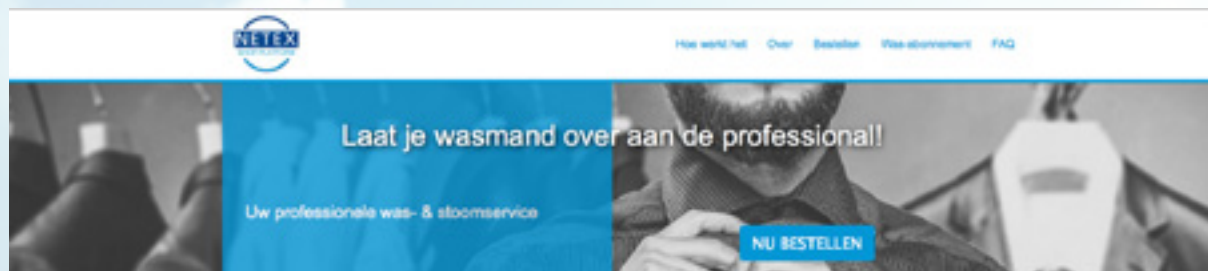 NETEX
Hoe werkt het Over Bestellen Was-abonnement FAQ
Laat je wasmand over aan de professional!
Uw professionele was- & stoomservice
NU BESTELLEN